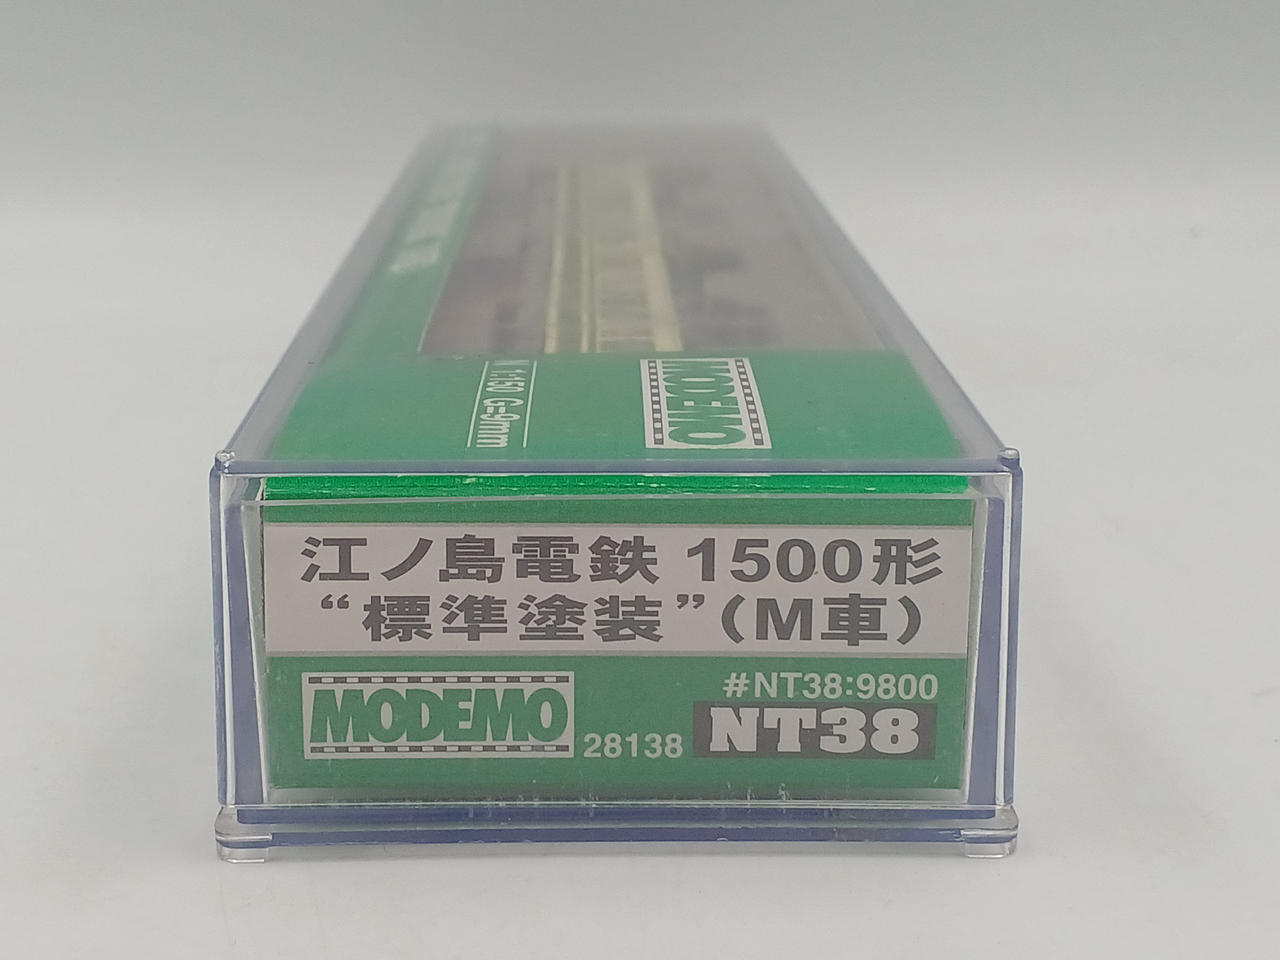 N 1:150 G=9mm
MODEMO
江ノ島電鉄 1500形
“標準塗装”(M車)
#NT38:9800
MODEMO
28138
NT38